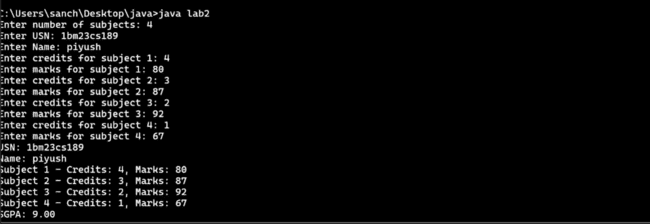 C:\Users\sanch\Desktop\java>java lab2
Enter number of subjects: 4
Enter USN: 1bm23cs189
Enter Name: piyush
Enter credits for subject 1: 4
Enter marks for subject 1: 80
Enter credits for subject 2: 3
Enter marks for subject 2: 87
Enter credits for subject 3: 2
Enter marks for subject 3: 92
Enter credits for subject 4: 1
Enter marks for subject 4: 67
USN: 1bm23cs189
Name: piyush
Subject 1 - Credits: 4, Marks: 80
Subject 2 - Credits: 3, Marks: 87
Subject 3 - Credits: 2, Marks: 92
Subject 4 - Credits: 1, Marks: 67
SGPA: 9.00